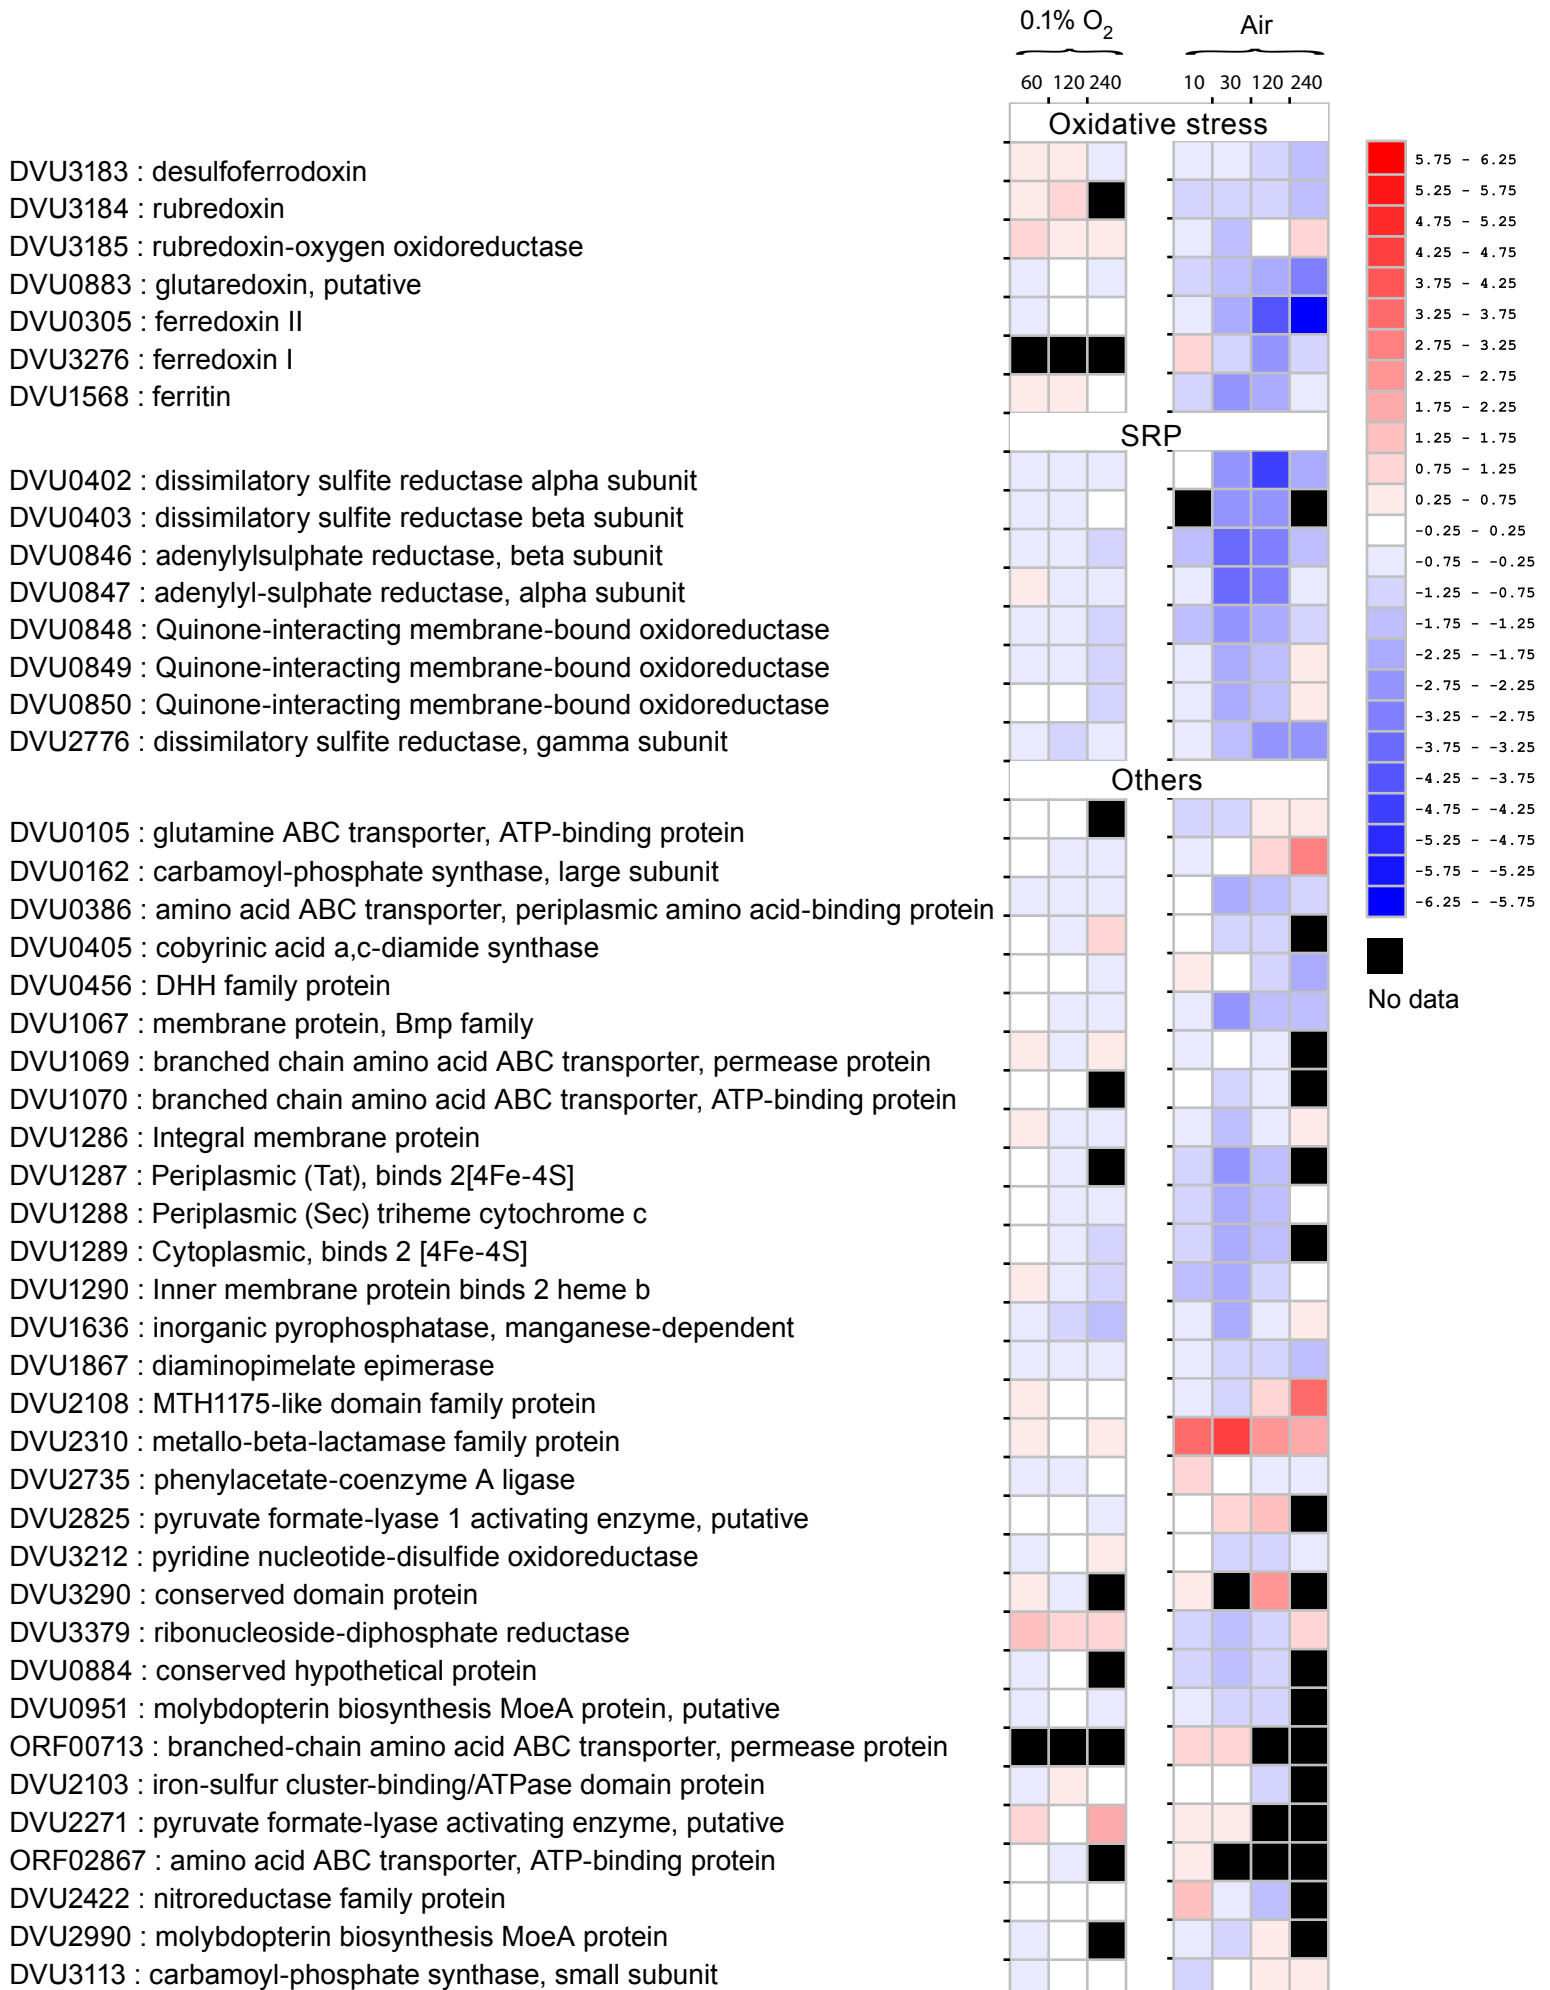 0.1% O2 Air
60 120 240 10 30 120 240
Oxidative stress
DVU3183 : desulfoferrodoxin
DVU3184 : rubredoxin
DVU3185 : rubredoxin-oxygen oxidoreductase
DVU0883 : glutaredoxin, putative
DVU0305 : ferredoxin II
DVU3276 : ferredoxin I
DVU1568 : ferritin
SRP
DVU0402 : dissimilatory sulfite reductase alpha subunit
DVU0403 : dissimilatory sulfite reductase beta subunit
DVU0846 : adenylylsulphate reductase, beta subunit
DVU0847 : adenylyl-sulphate reductase, alpha subunit
DVU0848 : Quinone-interacting membrane-bound oxidoreductase
DVU0849 : Quinone-interacting membrane-bound oxidoreductase
DVU0850 : Quinone-interacting membrane-bound oxidoreductase
DVU2776 : dissimilatory sulfite reductase, gamma subunit
Others
DVU0105 : glutamine ABC transporter, ATP-binding protein
DVU0162 : carbamoyl-phosphate synthase, large subunit
DVU0386 : amino acid ABC transporter, periplasmic amino acid-binding protein
DVU0405 : cobyrinic acid a,c-diamide synthase
DVU0456 : DHH family protein
DVU1067 : membrane protein, Bmp family
DVU1069 : branched chain amino acid ABC transporter, permease protein
DVU1070 : branched chain amino acid ABC transporter, ATP-binding protein
DVU1286 : Integral membrane protein
DVU1287 : Periplasmic (Tat), binds 2[4Fe-4S]
DVU1288 : Periplasmic (Sec) triheme cytochrome c
DVU1289 : Cytoplasmic, binds 2 [4Fe-4S]
DVU1290 : Inner membrane protein binds 2 heme b
DVU1636 : inorganic pyrophosphatase, manganese-dependent
DVU1867 : diaminopimelate epimerase
DVU2108 : MTH1175-like domain family protein
DVU2310 : metallo-beta-lactamase family protein
DVU2735 : phenylacetate-coenzyme A ligase
DVU2825 : pyruvate formate-lyase 1 activating enzyme, putative
DVU3212 : pyridine nucleotide-disulfide oxidoreductase
DVU3290 : conserved domain protein
DVU3379 : ribonucleoside-diphosphate reductase
DVU0884 : conserved hypothetical protein
DVU0951 : molybdopterin biosynthesis MoeA protein, putative
ORF00713 : branched-chain amino acid ABC transporter, permease protein
DVU2103 : iron-sulfur cluster-binding/ATPase domain protein
DVU2271 : pyruvate formate-lyase activating enzyme, putative
ORF02867 : amino acid ABC transporter, ATP-binding protein
DVU2422 : nitroreductase family protein
DVU2990 : molybdopterin biosynthesis MoeA protein
DVU3113 : carbamoyl-phosphate synthase, small subunit
5.75 - 6.25
5.25 - 5.75
4.75 - 5.25
4.25 - 4.75
3.75 - 4.25
3.25 - 3.75
2.75 - 3.25
2.25 - 2.75
1.75 - 2.25
1.25 - 1.75
0.75 - 1.25
0.25 - 0.75
-0.25 - 0.25
-0.75 - -0.25
-1.25 - -0.75
-1.75 - -1.25
-2.25 - -1.75
-2.75 - -2.25
-3.25 - -2.75
-3.75 - -3.25
-4.25 - -3.75
-4.75 - -4.25
-5.25 - -4.75
-5.75 - -5.25
-6.25 - -5.75
No data